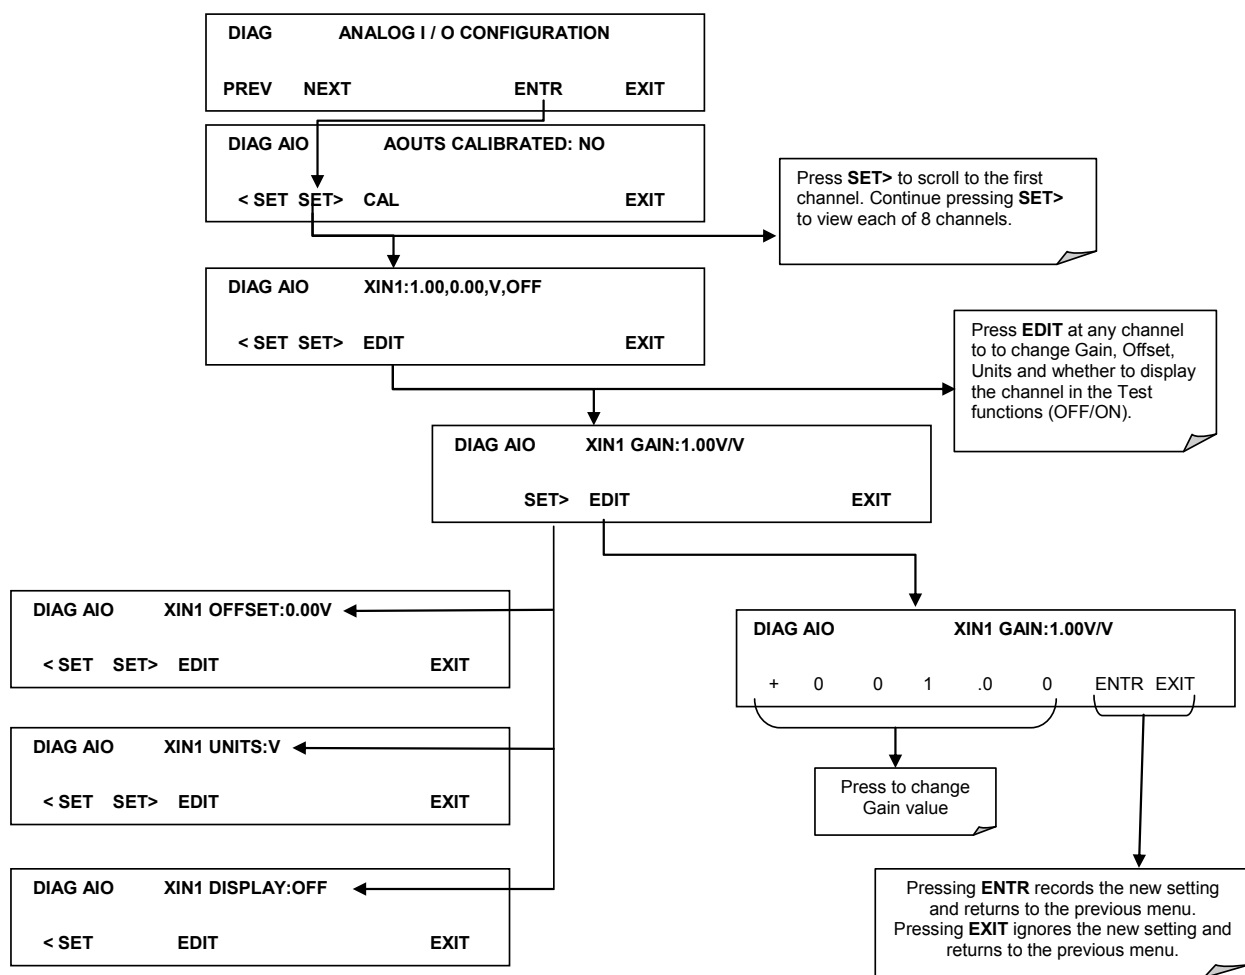 DIAG ANALOG I / O CONFIGURATION
PREV NEXT ENTR EXIT
DIAG AIO AOUTS CALIBRATED: NO
< SET SET> CAL EXIT
Press SET> to scroll to the first
channel. Continue pressing SET>
to view each of 8 channels.
DIAG AIO XIN1:1.00,0.00,V,OFF
< SET SET> EDIT EXIT
Press EDIT at any channel
to to change Gain, Offset,
Units and whether to display
the channel in the Test
functions (OFF/ON).
DIAG AIO XIN1 GAIN:1.00V/V
SET> EDIT EXIT
DIAG AIO XIN1 OFFSET:0.00V
< SET SET> EDIT EXIT
DIAG AIO XIN1 GAIN:1.00V/V
+ 0 0 1 .0 0 ENTR EXIT
DIAG AIO XIN1 UNITS:V
< SET SET> EDIT EXIT
Press to change
Gain value
DIAG AIO XIN1 DISPLAY:OFF
< SET EDIT EXIT
Pressing ENTR records the new setting
and returns to the previous menu.
Pressing EXIT ignores the new setting and
returns to the previous menu.